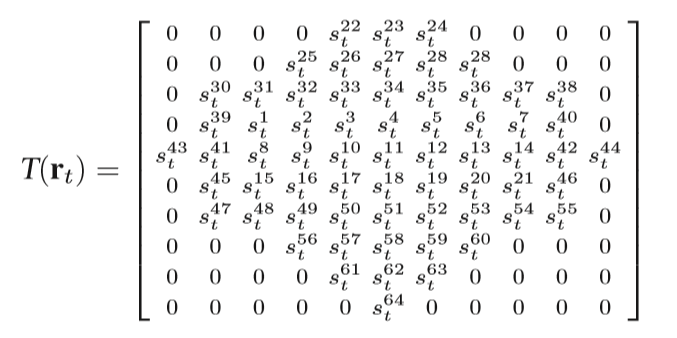 0 0 0 0 s_t^{22} s_t^{23} s_t^{24} 0 0 0 0
0 0 0 s_t^{25} s_t^{26} s_t^{27} s_t^{28} s_t^{28} 0 0 0
0 s_t^{30} s_t^{31} s_t^{32} s_t^{33} s_t^{34} s_t^{35} s_t^{36} s_t^{37} s_t^{38} 0
0 s_t^{39} s_t^{1} s_t^{2} s_t^{3} s_t^{4} s_t^{5} s_t^{6} s_t^{7} s_t^{40} 0
s_t^{43} s_t^{41} s_t^{8} s_t^{9} s_t^{10} s_t^{11} s_t^{12} s_t^{13} s_t^{14} s_t^{42} s_t^{44}
T(r_t) =
0 s_t^{45} s_t^{15} s_t^{16} s_t^{17} s_t^{18} s_t^{19} s_t^{20} s_t^{21} s_t^{46} 0
0 s_t^{47} s_t^{48} s_t^{49} s_t^{50} s_t^{51} s_t^{52} s_t^{53} s_t^{54} s_t^{55} 0
0 0 0 s_t^{56} s_t^{57} s_t^{58} s_t^{59} s_t^{60} 0 0 0
0 0 0 0 s_t^{61} s_t^{62} s_t^{63} 0 0 0 0
0 0 0 0 0 s_t^{64} 0 0 0 0 0